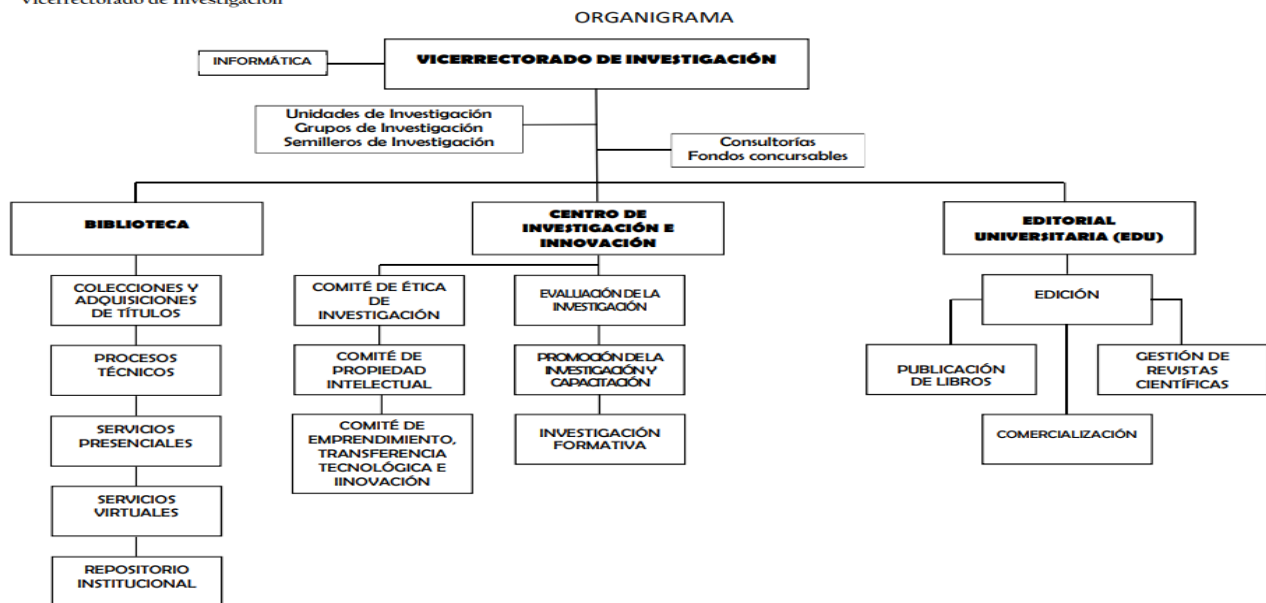 Vicerrectorado de Investigación
ORGANIGRAMA
INFORMÁTICA
VICERRECTORADO DE INVESTIGACIÓN
Unidades de Investigación
Grupos de Investigación
Semilleros de Investigación
Consultorías
Fondos concursables
BIBLIOTECA
CENTRO DE
INVESTIGACIÓN E
INNOVACIÓN
EDITORIAL
UNIVERSITARIA (EDU)
COLECCIONES Y
ADQUISICIONES
DE TÍTULOS
PROCESOS
TÉCNICOS
SERVICIOS
PRESENCIALES
SERVICIOS
VIRTUALES
REPOSITORIO
INSTITUCIONAL
COMITÉ DE ÉTICA
DE
INVESTIGACIÓN
COMITÉ DE
PROPIEDAD
INTELECTUAL
COMITÉ DE
EMPRENDIMIENTO,
TRANSFERENCIA
TECNOLÓGICA E
IINOVACIÓN
EVALUACIÓN DE LA
INVESTIGACIÓN
PROMOCIÓN DE LA
INVESTIGACIÓN Y
CAPACITACIÓN
INVESTIGACIÓN
FORMATIVA
EDICIÓN
PUBLICACIÓN
DE LIBROS
GESTIÓN DE
REVISTAS
CIENTÍFICAS
COMERCIALIZACIÓN